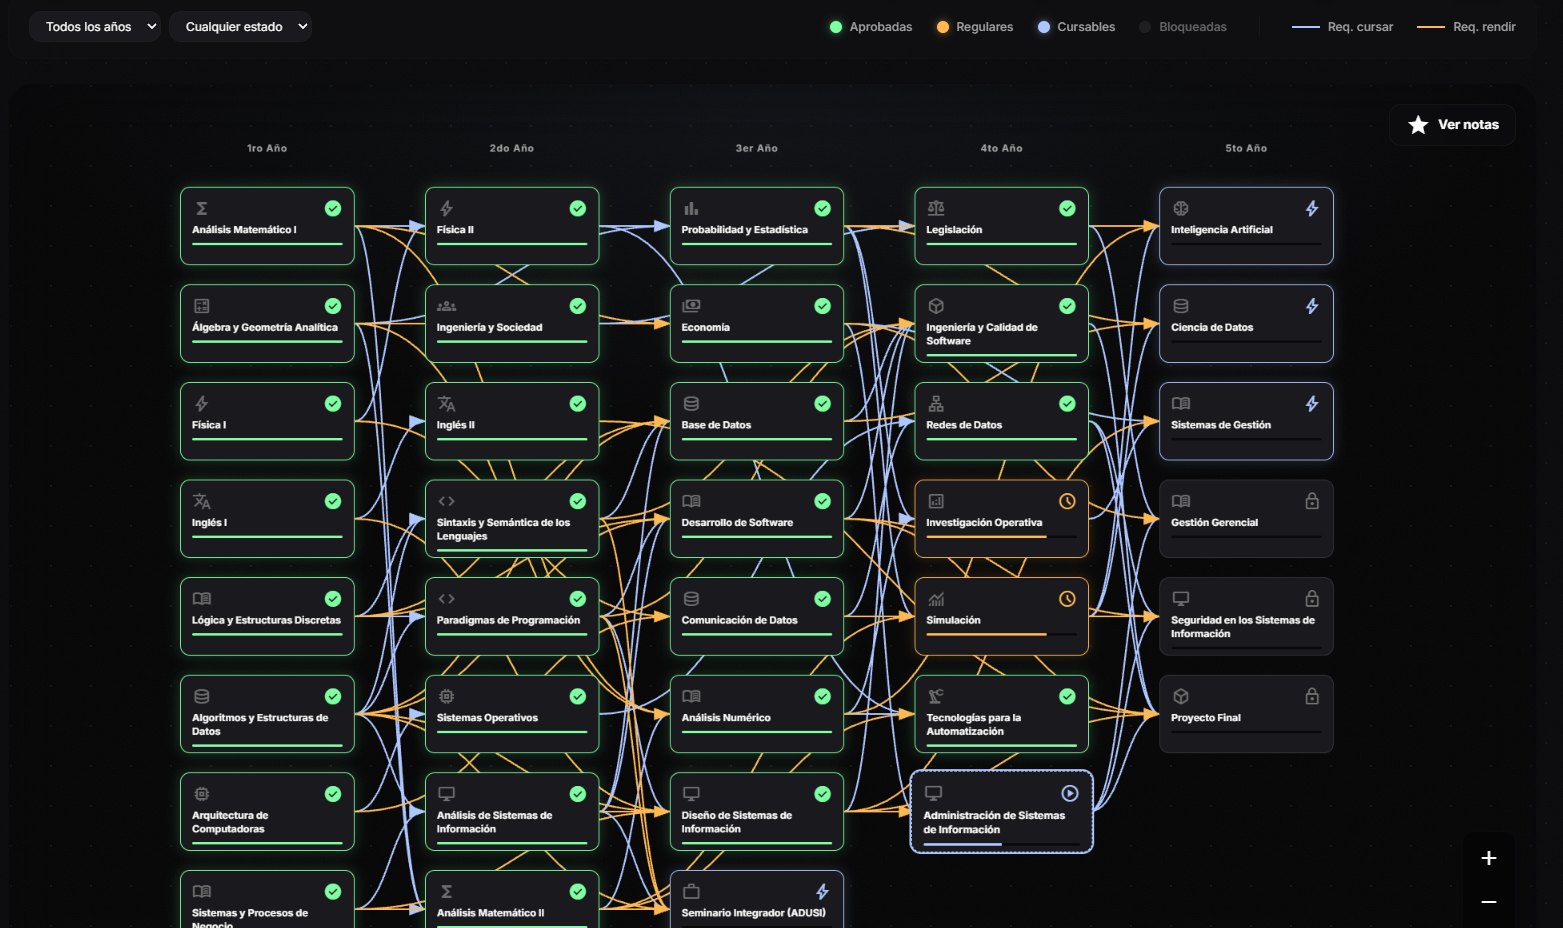 Todos los años
Cualquier estado
Aprobadas
Regulares
Cursables
Bloqueadas
Req. cursar
Req. rendir
Ver notas
1ro Año
2do Año
3er Año
4to Año
5to Año
Análisis Matemático I
Física II
Probabilidad y Estadística
Legislación
Inteligencia Artificial
Álgebra y Geometría Analítica
Ingeniería y Sociedad
Economía
Ingeniería y Calidad de
Software
Ciencia de Datos
Física I
Inglés II
Base de Datos
Redes de Datos
Sistemas de Gestión
Inglés I
Sintaxis y Semántica de los
Lenguajes
Desarrollo de Software
Investigación Operativa
Gestión Gerencial
Lógica y Estructuras Discretas
Paradigmas de Programación
Comunicación de Datos
Simulación
Seguridad en los Sistemas de
Información
Algoritmos y Estructuras de
Datos
Sistemas Operativos
Análisis Numérico
Tecnologías para la
Automatización
Proyecto Final
Arquitectura de
Computadoras
Análisis de Sistemas de
Información
Diseño de Sistemas de
Información
Administración de Sistemas
de Información
Sistemas y Procesos de
Negocio
Análisis Matemático II
Seminario Integrador (ADUSI)
+
−